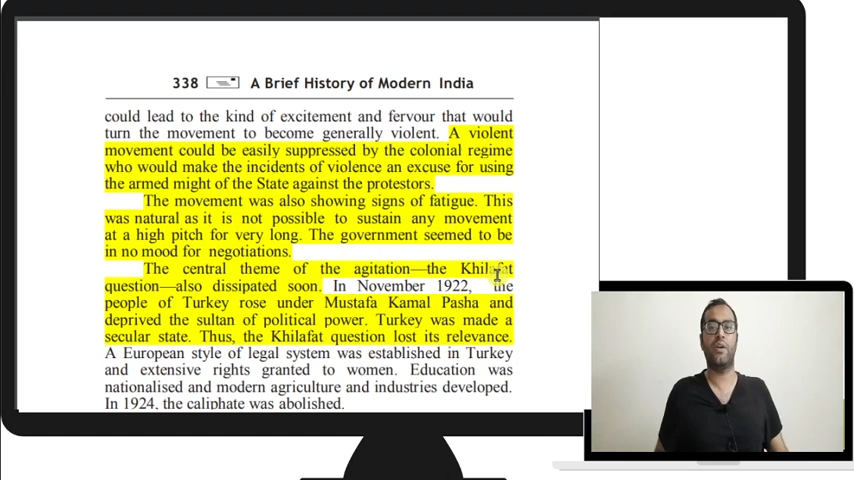 338 A Brief History of Modern India
could lead to the kind of excitement and fervour that would
turn the movement to become generally violent. A violent
movement could be easily suppressed by the colonial regime
who would make the incidents of violence an excuse for using
the armed might of the State against the protestors.
The movement was also showing signs of fatigue. This
was natural as it is not possible to sustain any movement
at a high pitch for very long. The government seemed to be
in no mood for negotiations.
The central theme of the agitation—the Khilafat
question—also dissipated soon. In November 1922, the
people of Turkey rose under Mustafa Kamal Pasha and
deprived the sultan of political power. Turkey was made a
secular state. Thus, the Khilafat question lost its relevance.
A European style of legal system was established in Turkey
and extensive rights granted to women. Education was
nationalised and modern agriculture and industries developed.
In 1924, the caliphate was abolished.